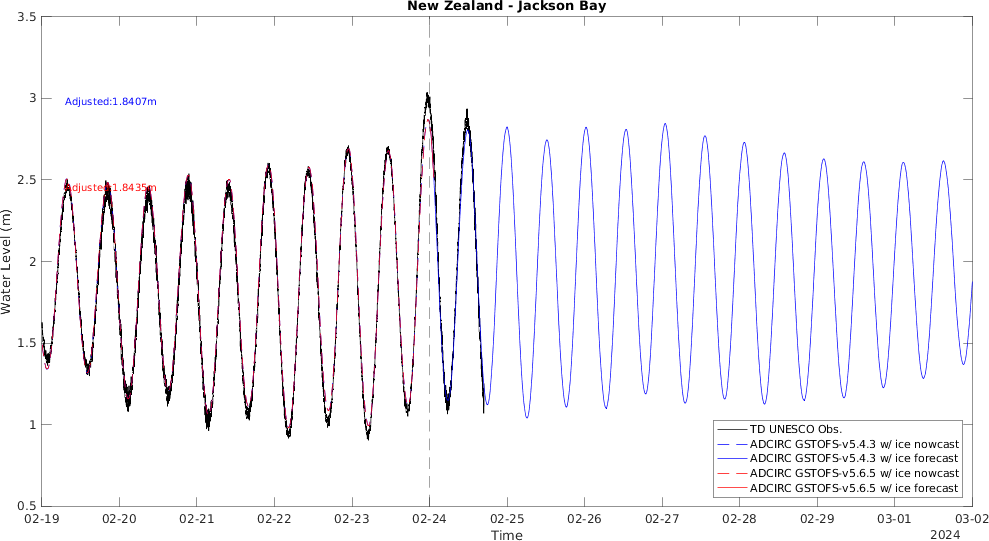 New Zealand - Jackson Bay
3.5
3
2.5
2
1.5
1
0.5
Water Level (m)
Adjusted:1.8407m
Adjusted:1.8435m
TD UNESCO Obs.
ADCIRC GSTOFS-v5.4.3 w/ ice nowcast
ADCIRC GSTOFS-v5.4.3 w/ ice forecast
ADCIRC GSTOFS-v5.6.5 w/ ice nowcast
ADCIRC GSTOFS-v5.6.5 w/ ice forecast
02-19 02-20 02-21 02-22 02-23 02-24 02-25 02-26 02-27 02-28 02-29 03-01 03-02
Time
2024